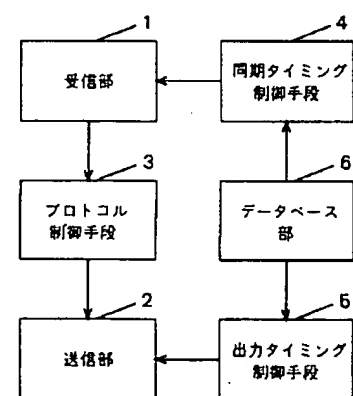 1
受信部
4
同期タイミング
制御手段
3
プロトコル
制御手段
6
データベース
部
2
送信部
5
出力タイミング
制御手段